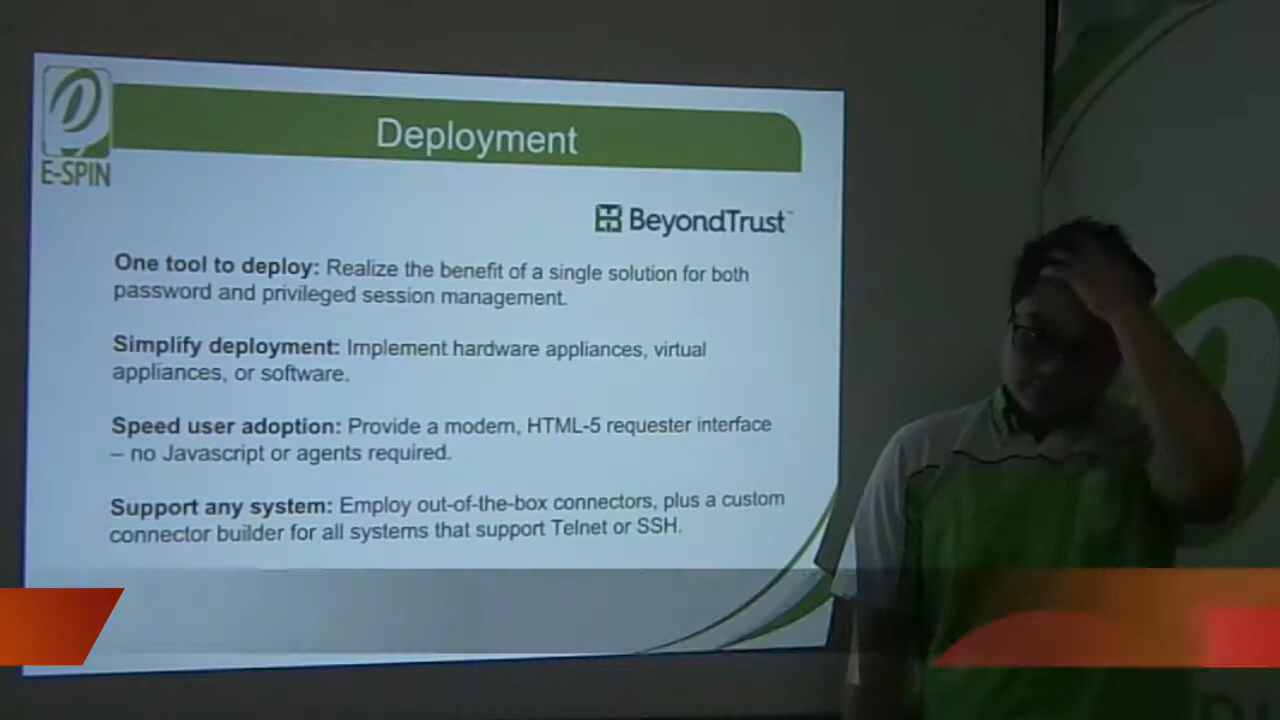 Deployment
E-SPIN
BeyondTrust™
One tool to deploy: Realize the benefit of a single solution for both
password and privileged session management.
Simplify deployment: Implement hardware appliances, virtual
appliances, or software.
Speed user adoption: Provide a modern, HTML-5 requester interface
– no Javascript or agents required.
Support any system: Employ out-of-the-box connectors, plus a custom
connector builder for all systems that support Telnet or SSH.